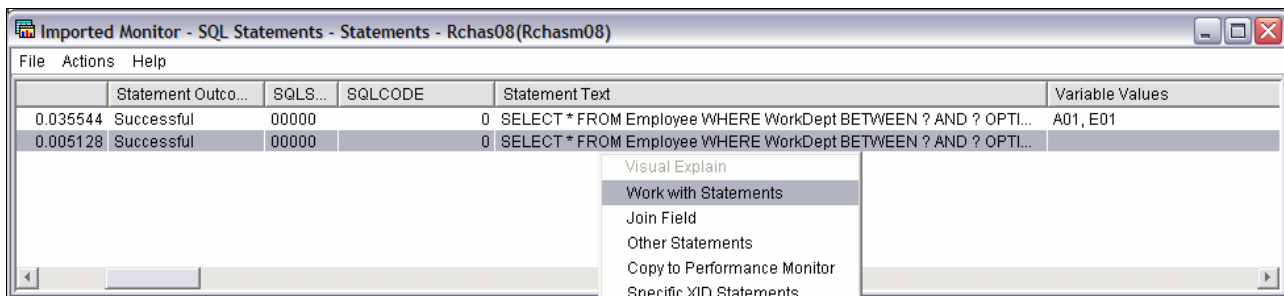 Imported Monitor - SQL Statements - Statements - Rchas08(Rchasm08)
File Actions Help
Statement Outco... SQLS... SQLCODE Statement Text Variable Values
0.035544 Successful 00000 0 SELECT * FROM Employee WHERE WorkDept BETWEEN ? AND ? OPTI... A01, E01
0.005128 Successful 00000 0 SELECT * FROM Employee WHERE WorkDept BETWEEN ? AND ? OPTI...
Visual Explain
Work with Statements
Join Field
Other Statements
Copy to Performance Monitor
Specific XID Statements